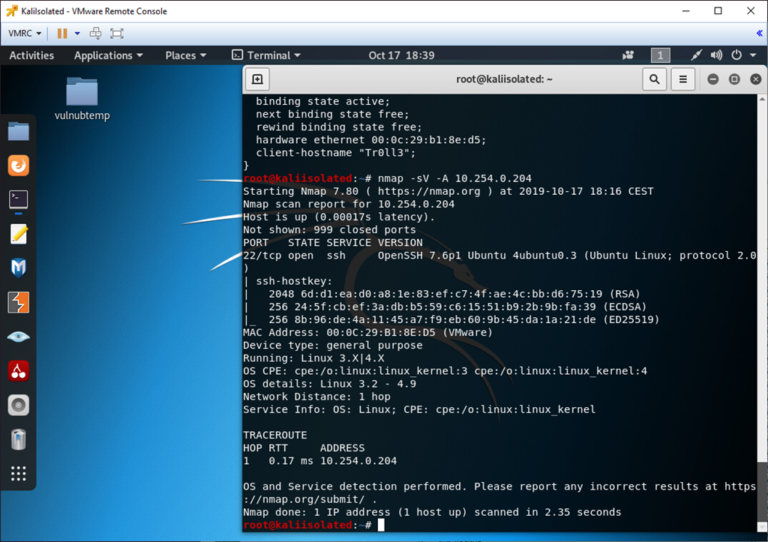 KaliIsolated - VMware Remote Console
VMRC
Activities Applications Places Terminal Oct 17 18:39 1
root@kaliisolated: ~
vulnubtemp
binding state active;
next binding state free;
rewind binding state free;
hardware ethernet 00:0c:29:b1:8e:d5;
client-hostname "Tr0ll3";
}
root@kaliisolated:~# nmap -sV -A 10.254.0.204
Starting Nmap 7.80 ( https://nmap.org ) at 2019-10-17 18:16 CEST
Nmap scan report for 10.254.0.204
Host is up (0.00017s latency).
Not shown: 999 closed ports
PORT   STATE SERVICE VERSION
22/tcp open  ssh     OpenSSH 7.6p1 Ubuntu 4ubuntu0.3 (Ubuntu Linux; protocol 2.0
)
| ssh-hostkey:
|   2048 6d:d1:ea:d0:a8:1e:83:ef:c7:4f:ae:4c:bb:d6:75:19 (RSA)
|   256 24:5f:cb:ef:3a:db:b5:59:c6:15:51:b9:2b:9b:fa:39 (ECDSA)
|_  256 8b:96:de:4a:11:45:a7:f9:eb:60:9b:45:da:1a:21:de (ED25519)
MAC Address: 00:0C:29:B1:8E:D5 (VMware)
Device type: general purpose
Running: Linux 3.X|4.X
OS CPE: cpe:/o:linux:linux_kernel:3 cpe:/o:linux:linux_kernel:4
OS details: Linux 3.2 - 4.9
Network Distance: 1 hop
Service Info: OS: Linux; CPE: cpe:/o:linux:linux_kernel
TRACEROUTE
HOP RTT     ADDRESS
1   0.17 ms 10.254.0.204
OS and Service detection performed. Please report any incorrect results at https
://nmap.org/submit/ .
Nmap done: 1 IP address (1 host up) scanned in 2.35 seconds
root@kaliisolated:~#